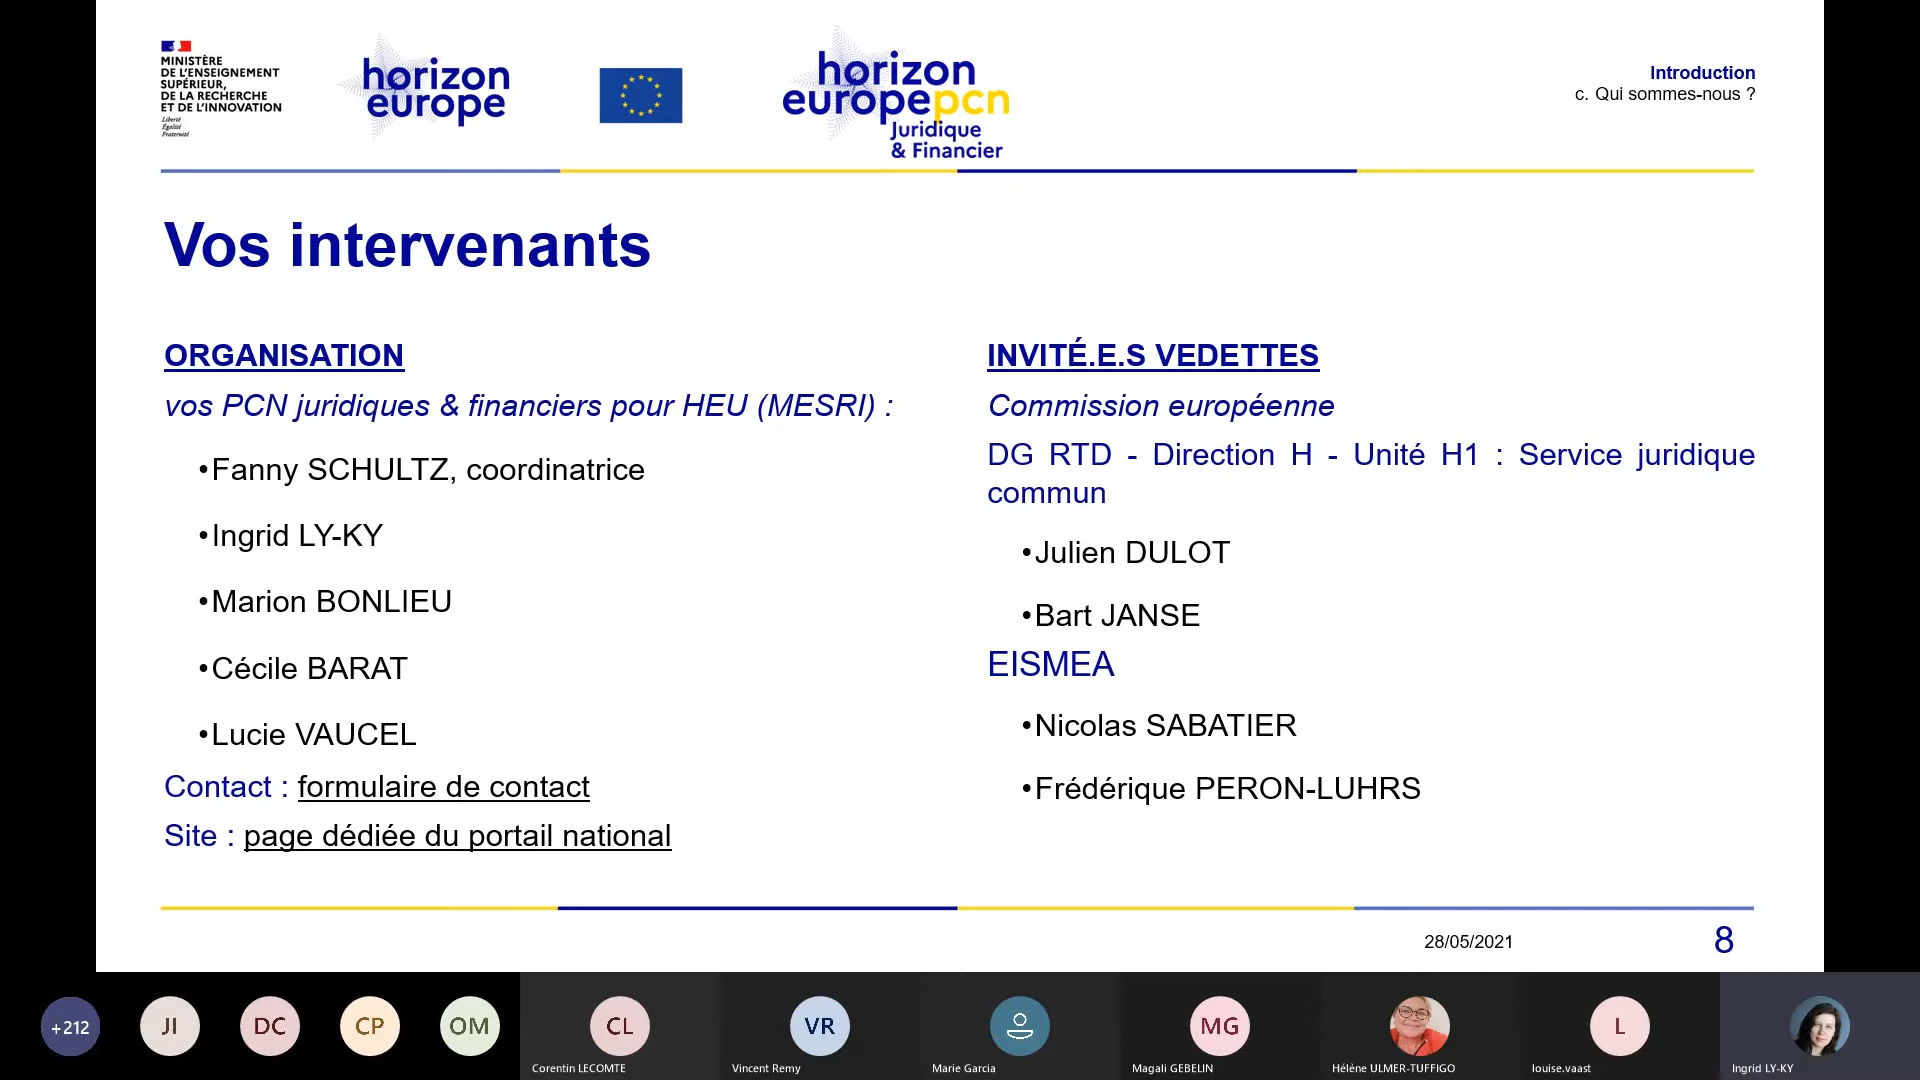 MINISTÈRE
DE L'ENSEIGNEMENT
SUPÉRIEUR,
DE LA RECHERCHE
ET DE L'INNOVATION
Liberté
Égalité
Fraternité
horizon
europe
horizon
europe pcn
Juridique
& Financier
Introduction
c. Qui sommes-nous ?
Vos intervenants
ORGANISATION
vos PCN juridiques & financiers pour HEU (MESRI) :
•Fanny SCHULTZ, coordinatrice
•Ingrid LY-KY
•Marion BONLIEU
•Cécile BARAT
•Lucie VAUCEL
Contact : formulaire de contact
Site : page dédiée du portail national
INVITÉ.E.S VEDETTES
Commission européenne
DG RTD - Direction H - Unité H1 : Service juridique
commun
•Julien DULOT
•Bart JANSE
EISMEA
•Nicolas SABATIER
•Frédérique PERON-LUHRS
28/05/2021
8
+212
JI
DC
CP
OM
CL
VR
MG
L
Corentin LECOMTE
Vincent Remy
Marie Garcia
Magali GEBELIN
Hélène ULMER-TUFFIGO
louise.vaast
Ingrid LY-KY